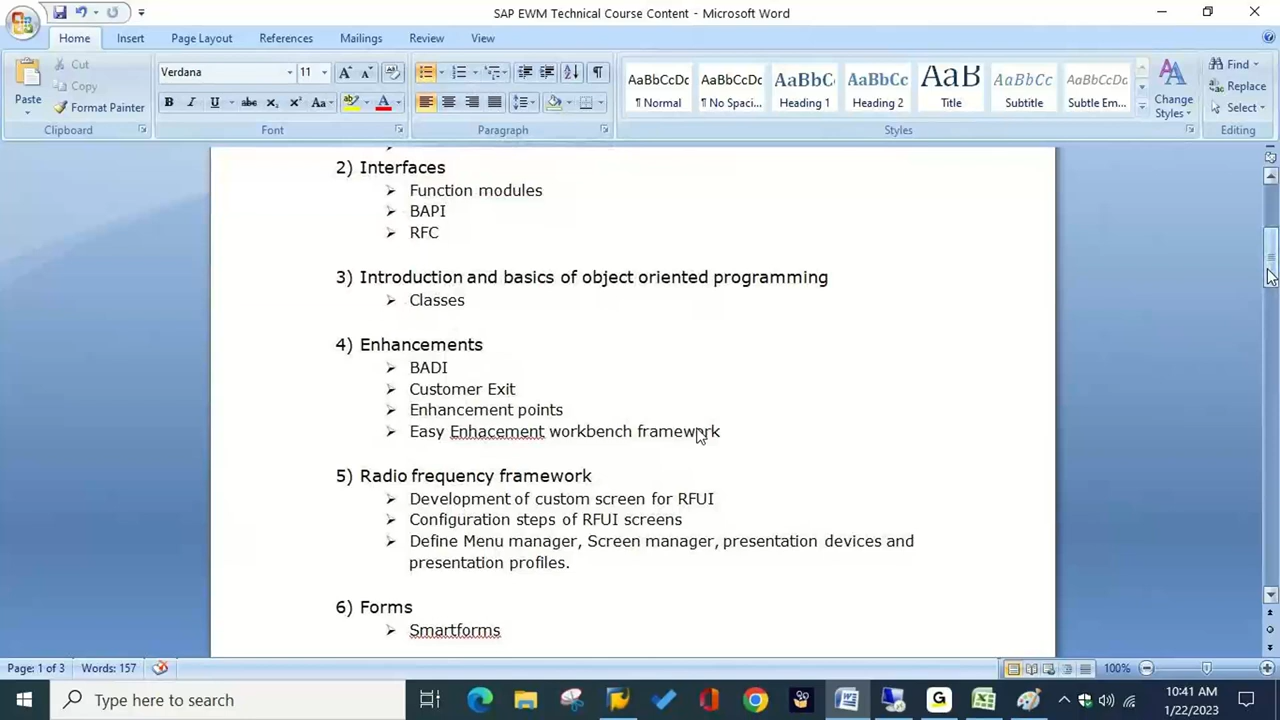 SAP EWM Technical Course Content - Microsoft Word
Home Insert Page Layout References Mailings Review View
Paste Cut Copy Format Painter Clipboard
Verdana 11 Font
Paragraph
AaBbCcDc AaBbCcDc AaBbC AaBbCc AaB AaBbCc AaBbCc
¶ Normal ¶ No Spaci... Heading 1 Heading 2 Title Subtitle Subtle Em...
Change Styles
Styles
Find Replace Select Editing
2) Interfaces
Function modules
BAPI
RFC
3) Introduction and basics of object oriented programming
Classes
4) Enhancements
BADI
Customer Exit
Enhancement points
Easy Enhacement workbench framework
5) Radio frequency framework
Development of custom screen for RFUI
Configuration steps of RFUI screens
Define Menu manager, Screen manager, presentation devices and
presentation profiles.
6) Forms
Smartforms
Page: 1 of 3 Words: 157 100%
Type here to search 10:41 AM
1/22/2023